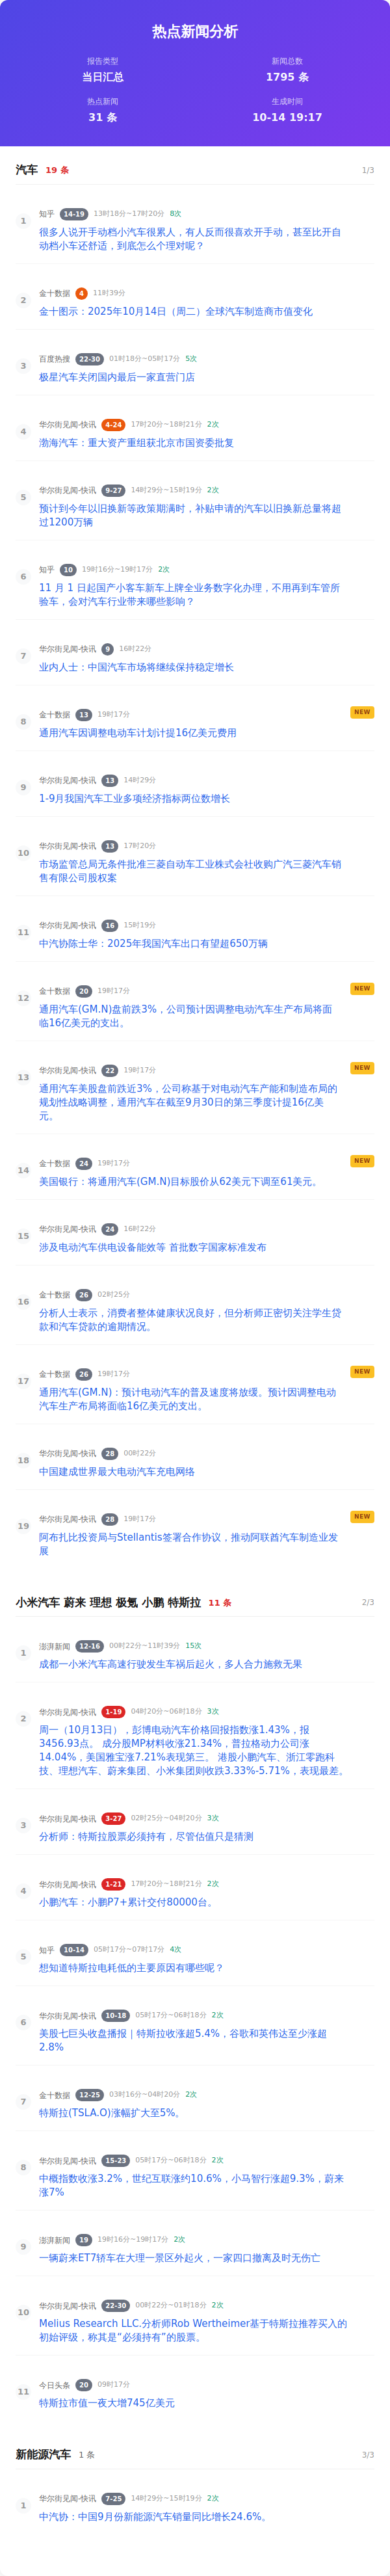 热点新闻分析
报告类型
当日汇总
新闻总数
1795 条
热点新闻
31 条
生成时间
10-14 19:17
汽车 19 条 1/3
1
知乎 14-19 13时18分~17时20分 8次
很多人说开手动档小汽车很累人，有人反而很喜欢开手动，甚至比开自
动档小车还舒适，到底怎么个理对呢？
2
金十数据 4 11时39分
金十图示：2025年10月14日（周二）全球汽车制造商市值变化
3
百度热搜 22-30 01时18分~05时17分 5次
极星汽车关闭国内最后一家直营门店
4
华尔街见闻-快讯 4-24 17时20分~18时21分 2次
渤海汽车：重大资产重组获北京市国资委批复
5
华尔街见闻-快讯 9-27 14时29分~15时19分 2次
预计到今年以旧换新等政策期满时，补贴申请的汽车以旧换新总量将超
过1200万辆
6
知乎 10 19时16分~19时17分 2次
11 月 1 日起国产小客车新车上牌全业务数字化办理，不用再到车管所
验车，会对汽车行业带来哪些影响？
7
华尔街见闻-快讯 9 16时22分
业内人士：中国汽车市场将继续保持稳定增长
8
金十数据 13 19时17分 NEW
通用汽车因调整电动车计划计提16亿美元费用
9
华尔街见闻-快讯 13 14时29分
1-9月我国汽车工业多项经济指标两位数增长
10
华尔街见闻-快讯 13 17时20分
市场监管总局无条件批准三菱自动车工业株式会社收购广汽三菱汽车销
售有限公司股权案
11
华尔街见闻-快讯 16 15时19分
中汽协陈士华：2025年我国汽车出口有望超650万辆
12
金十数据 20 19时17分 NEW
通用汽车(GM.N)盘前跌3%，公司预计因调整电动汽车生产布局将面
临16亿美元的支出。
13
华尔街见闻-快讯 22 19时17分 NEW
通用汽车美股盘前跌近3%，公司称基于对电动汽车产能和制造布局的
规划性战略调整，通用汽车在截至9月30日的第三季度计提16亿美
元。
14
金十数据 24 19时17分 NEW
美国银行：将通用汽车(GM.N)目标股价从62美元下调至61美元。
15
华尔街见闻-快讯 24 16时22分
涉及电动汽车供电设备能效等 首批数字国家标准发布
16
金十数据 26 02时25分
分析人士表示，消费者整体健康状况良好，但分析师正密切关注学生贷
款和汽车贷款的逾期情况。
17
金十数据 26 19时17分 NEW
通用汽车(GM.N)：预计电动汽车的普及速度将放缓。预计因调整电动
汽车生产布局将面临16亿美元的支出。
18
华尔街见闻-快讯 28 00时22分
中国建成世界最大电动汽车充电网络
19
华尔街见闻-快讯 28 19时17分 NEW
阿布扎比投资局与Stellantis签署合作协议，推动阿联酋汽车制造业发
展
小米汽车 蔚来 理想 极氪 小鹏 特斯拉 11 条 2/3
1
澎湃新闻 12-16 00时22分~11时39分 15次
成都一小米汽车高速行驶发生车祸后起火，多人合力施救无果
2
华尔街见闻-快讯 1-19 04时20分~06时18分 3次
周一（10月13日），彭博电动汽车价格回报指数涨1.43%，报
3456.93点。 成分股MP材料收涨21.34%，普拉格动力公司涨
14.04%，美国雅宝涨7.21%表现第三。 港股小鹏汽车、浙江零跑科
技、理想汽车、蔚来集团、小米集团则收跌3.33%-5.71%，表现最差。
3
华尔街见闻-快讯 3-27 02时25分~04时20分 3次
分析师：特斯拉股票必须持有，尽管估值只是猜测
4
华尔街见闻-快讯 1-21 17时20分~18时21分 2次
小鹏汽车：小鹏P7+累计交付80000台。
5
知乎 10-14 05时17分~07时17分 4次
想知道特斯拉电耗低的主要原因有哪些呢？
6
华尔街见闻-快讯 10-18 05时17分~06时18分 2次
美股七巨头收盘播报｜特斯拉收涨超5.4%，谷歌和英伟达至少涨超
2.8%
7
金十数据 12-25 03时16分~04时20分 2次
特斯拉(TSLA.O)涨幅扩大至5%。
8
华尔街见闻-快讯 15-23 05时17分~06时18分 2次
中概指数收涨3.2%，世纪互联涨约10.6%，小马智行涨超9.3%，蔚来
涨7%
9
澎湃新闻 19 19时16分~19时17分 2次
一辆蔚来ET7轿车在大理一景区外起火，一家四口撤离及时无伤亡
10
华尔街见闻-快讯 22-30 00时22分~01时18分 2次
Melius Research LLC.分析师Rob Wertheimer基于特斯拉推荐买入的
初始评级，称其是“必须持有”的股票。
11
今日头条 20 09时17分
特斯拉市值一夜大增745亿美元
新能源汽车 1 条 3/3
1
华尔街见闻-快讯 7-25 14时29分~15时19分 2次
中汽协：中国9月份新能源汽车销量同比增长24.6%。